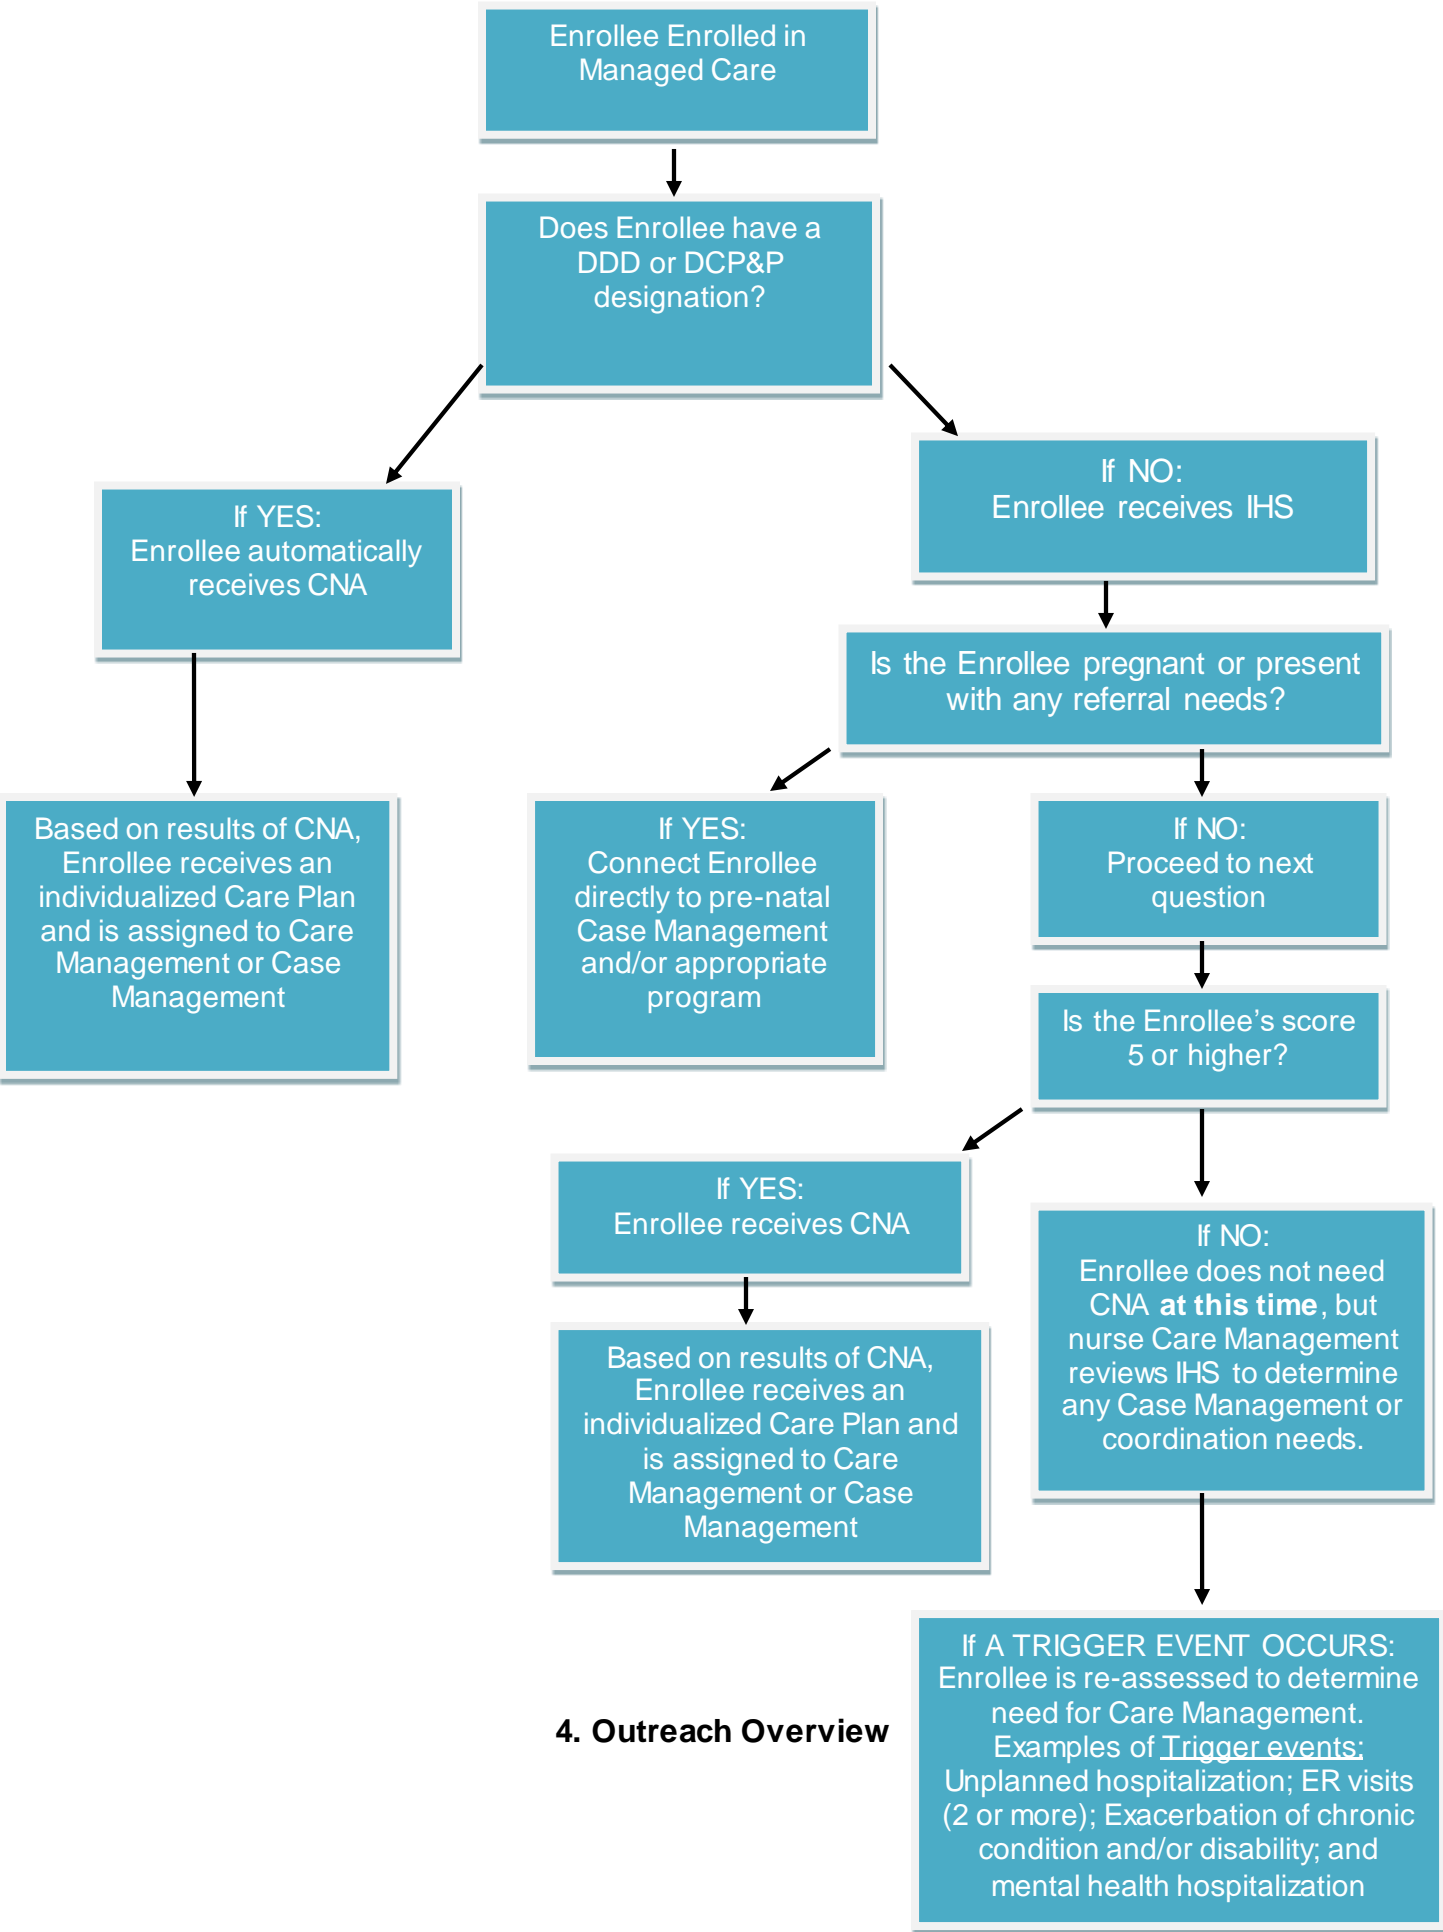 Enrollee Enrolled in
Managed Care
Does Enrollee have a
DDD or DCP&P
designation?
If YES:
Enrollee automatically
receives CNA
If NO:
Enrollee receives IHS
Is the Enrollee pregnant or present
with any referral needs?
Based on results of CNA,
Enrollee receives an
individualized Care Plan
and is assigned to Care
Management or Case
Management
If YES:
Connect Enrollee
directly to pre-natal
Case Management
and/or appropriate
program
If NO:
Proceed to next
question
Is the Enrollee’s score
5 or higher?
If YES:
Enrollee receives CNA
Based on results of CNA,
Enrollee receives an
individualized Care Plan and
is assigned to Care
Management or Case
Management
If NO:
Enrollee does not need
CNA at this time, but
nurse Care Management
reviews IHS to determine
any Case Management or
coordination needs.
If A TRIGGER EVENT OCCURS:
Enrollee is re-assessed to determine
need for Care Management.
Examples of Trigger events:
Unplanned hospitalization; ER visits
(2 or more); Exacerbation of chronic
condition and/or disability; and
mental health hospitalization
4. Outreach Overview